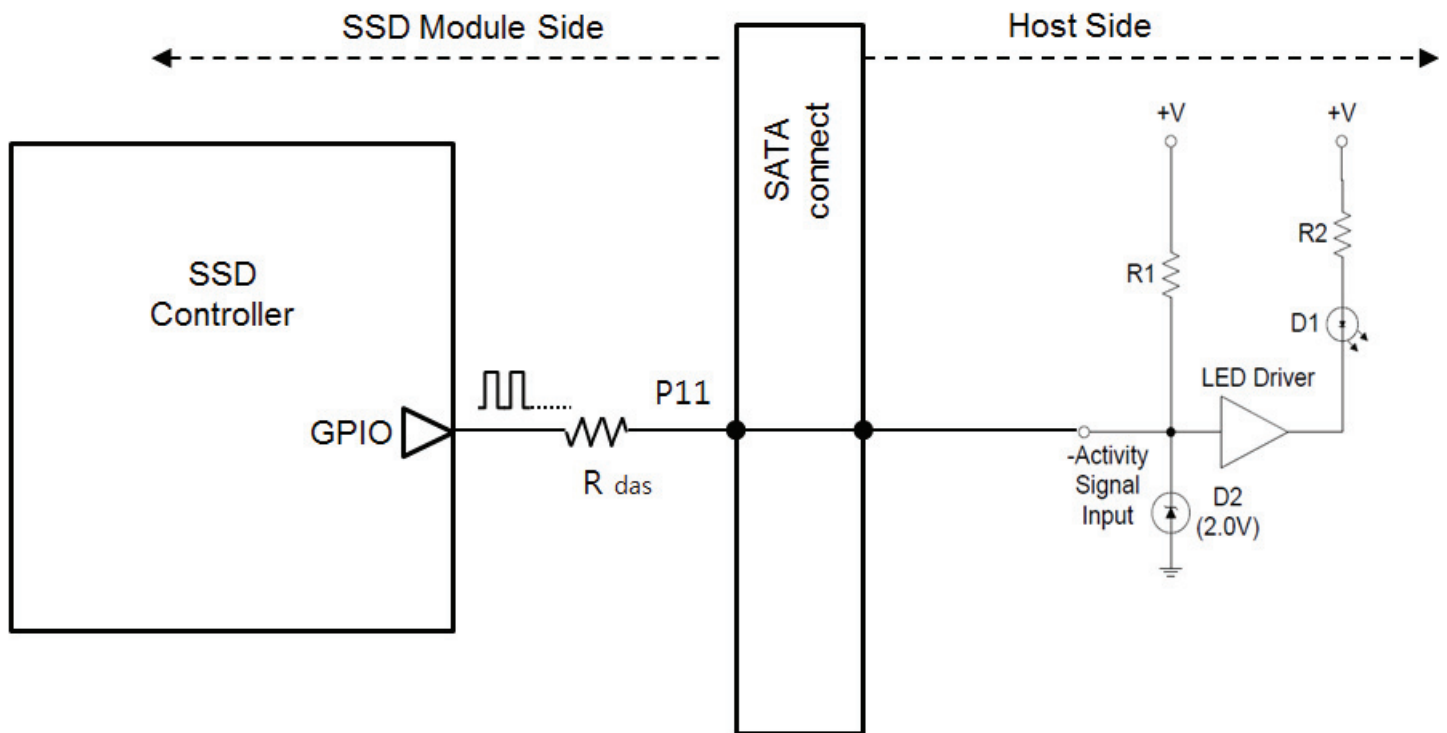 SSD Module Side
Host Side
SATA
connect
+V
+V
SSD
Controller
R1
R2
D1
LED Driver
GPIO
P11
R das
-Activity
Signal
Input
D2
(2.0V)